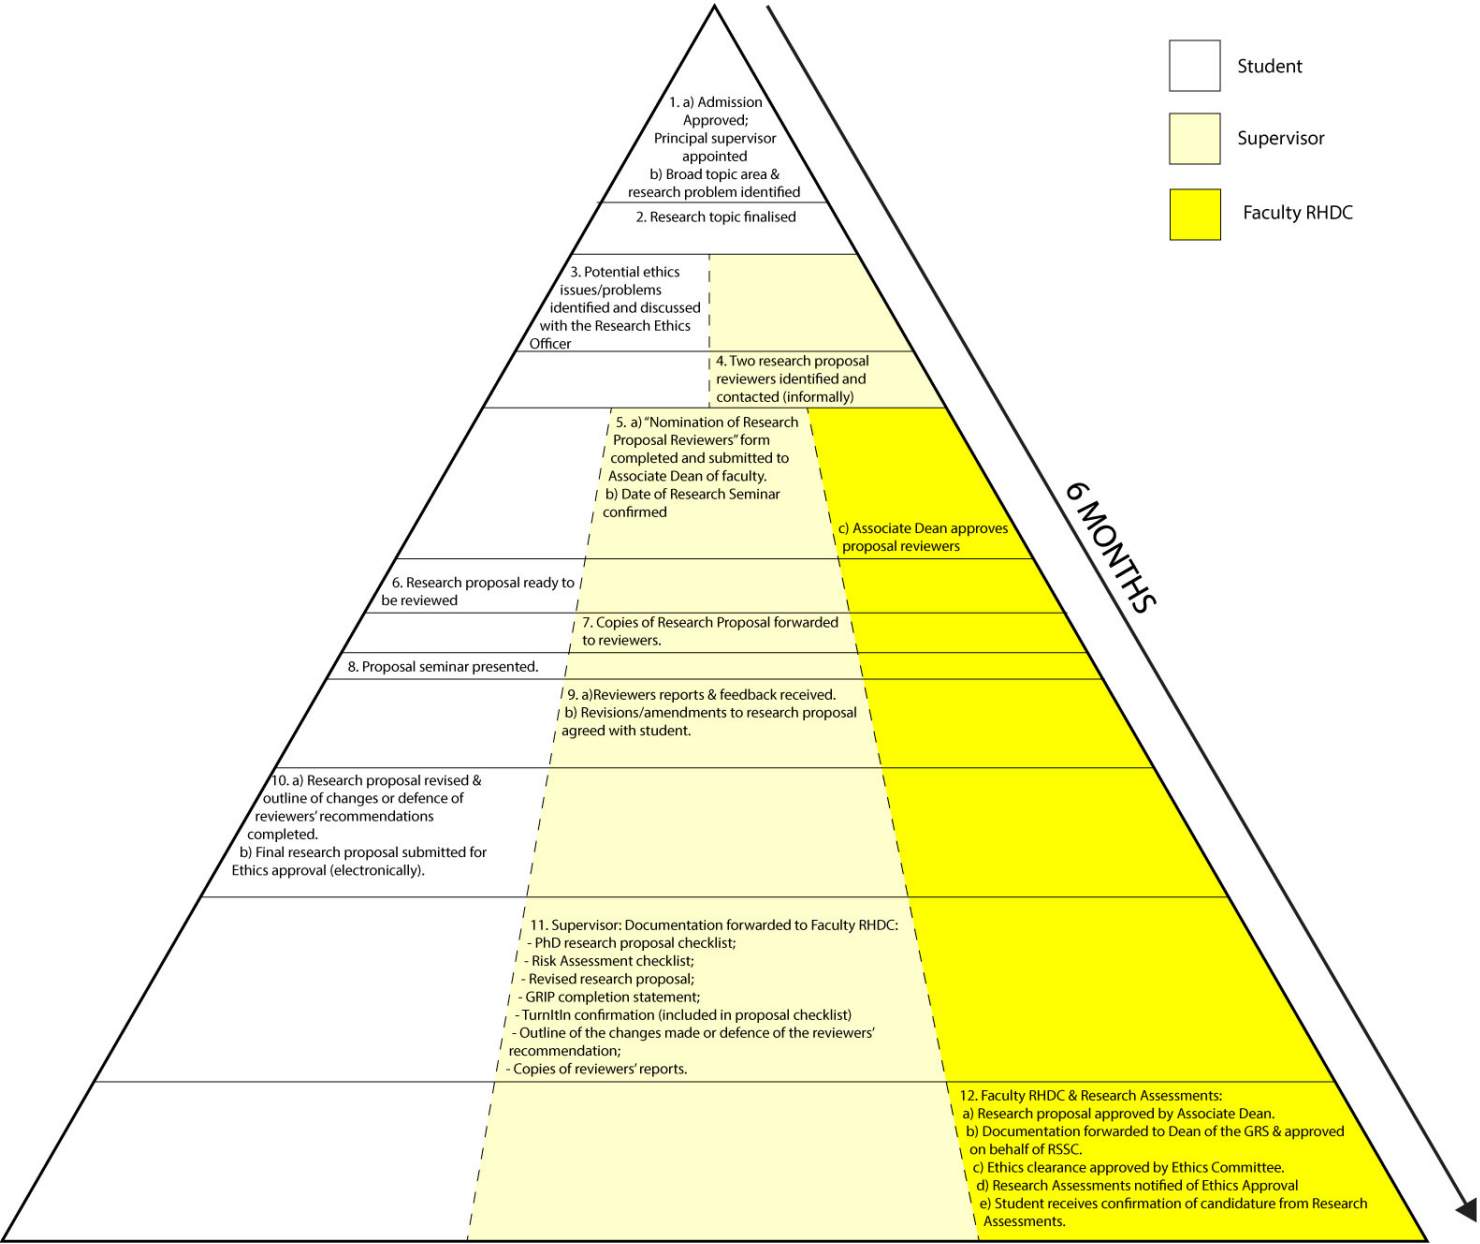 1. a) Admission
Approved;
Principal supervisor
appointed
b) Broad topic area &
research problem identified
2. Research topic finalised
3. Potential ethics
issues/problems
identified and discussed
with the Research Ethics
Officer
4. Two research proposal
reviewers identified and
contacted (informally)
5. a) “Nomination of Research
Proposal Reviewers” form
completed and submitted to
Associate Dean of faculty.
b) Date of Research Seminar
confirmed
c) Associate Dean approves
proposal reviewers
6. Research proposal ready to
be reviewed
7. Copies of Research Proposal forwarded
to reviewers.
8. Proposal seminar presented.
9. a)Reviewers reports & feedback received.
b) Revisions/amendments to research proposal
agreed with student.
10. a) Research proposal revised &
outline of changes or defence of
reviewers’ recommendations
completed.
b) Final research proposal submitted for
Ethics approval (electronically).
11. Supervisor: Documentation forwarded to Faculty RHDC:
- PhD research proposal checklist;
- Risk Assessment checklist;
- Revised research proposal;
- GRIP completion statement;
- TurnItIn confirmation (included in proposal checklist)
- Outline of the changes made or defence of the reviewers’
recommendation;
- Copies of reviewers’ reports.
12. Faculty RHDC & Research Assessments:
a) Research proposal approved by Associate Dean.
b) Documentation forwarded to Dean of the GRS & approved
on behalf of RSSC.
c) Ethics clearance approved by Ethics Committee.
d) Research Assessments notified of Ethics Approval
e) Student receives confirmation of candidature from Research
Assessments.
6 MONTHS
Student
Supervisor
Faculty RHDC